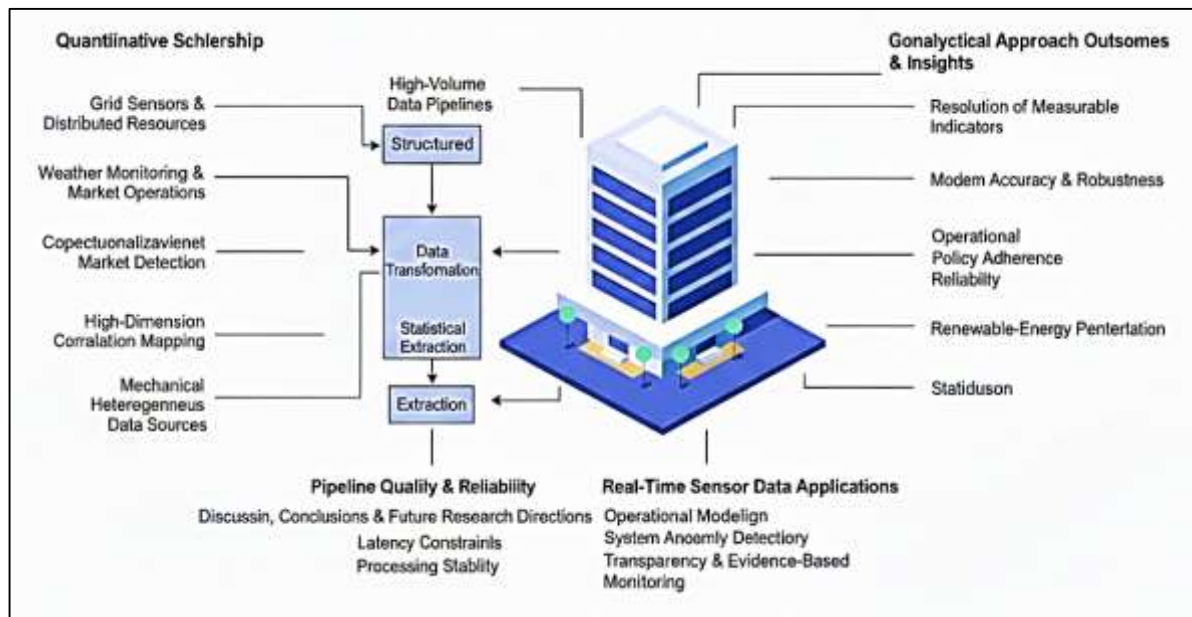 Quantiinative Schlership
Grid Sensors &
Distributed Resources
Weather Monitoring &
Market Operations
Copectuonalizavienet
Market Detection
High-Dimension
Corralation Mapping
Mechanical
Heteregenneus
Data Sources
High-Volume
Data Pipelines
Structured
Data
Transfomation
Statistical
Extraction
Extraction
Gonalyctical Approach Outsomes
& Insights
Resolution of Measurable
Indicators
Modem Accuracy & Robustness
Operational
Policy Adherence
Reliabilty
Renewable-Energy Pentertation
Statiduson
Pipeline Quality & Reliability
Discussin, Conclusions & Future Research Directions
Latency Constrainls
Processing Stablity
Real-Time Sensor Data Applications
Operational Modelign
System Anoemly Detectiory
Transparency & Evidence-Based
Monitoring